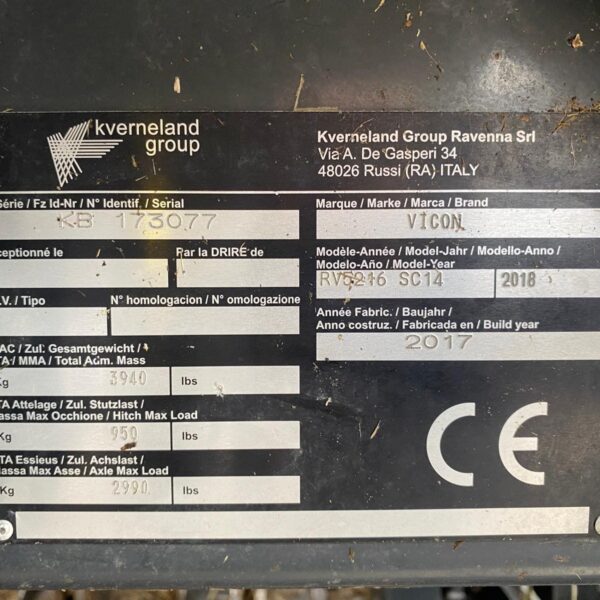 kverneland
group
Kverneland Group Ravenna Srl
Via A. De Gasperi 34
48026 Russi (RA) ITALY
Série / Fz Id-Nr / N° Identif. / Serial
KB 173077
Marque / Marke / Marca / Brand
VICON
ceptionné le
Par la DRIRE de
Modèle-Année / Model-Jahr / Modello-Anno /
Modelo-Año / Model-Year
RV5216 SC14
2018
.V. / Tipo
N° homologacion / N° omologazione
Année Fabric. / Baujahr /
Anno costruz. / Fabricada en / Build year
2017
AC / Zul. Gesamtgewicht /
TA / MMA / Total Adm. Mass
Kg
3940
lbs
TA Attelage / Zul. Stutzlast /
assa Max Occhione / Hitch Max Load
Kg
950
lbs
TA Essieus / Zul. Achslast /
assa Max Asse / Axle Max Load
Kg
2990
lbs
CE